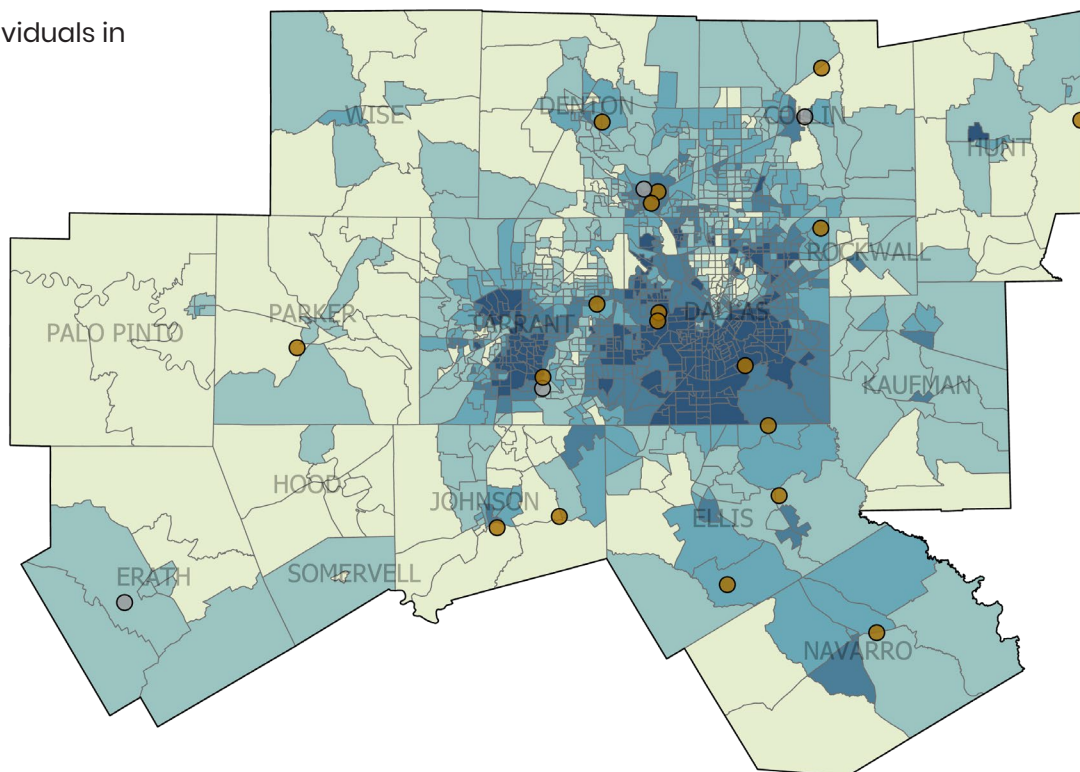 viduals in
WISE
DENTON
COLLIN
HUNT
ROCKWALL
PALO PINTO
PARKER
TARRANT
DALLAS
KAUFMAN
HOOD
JOHNSON
ELLIS
ERATH
SOMERVELL
NAVARRO